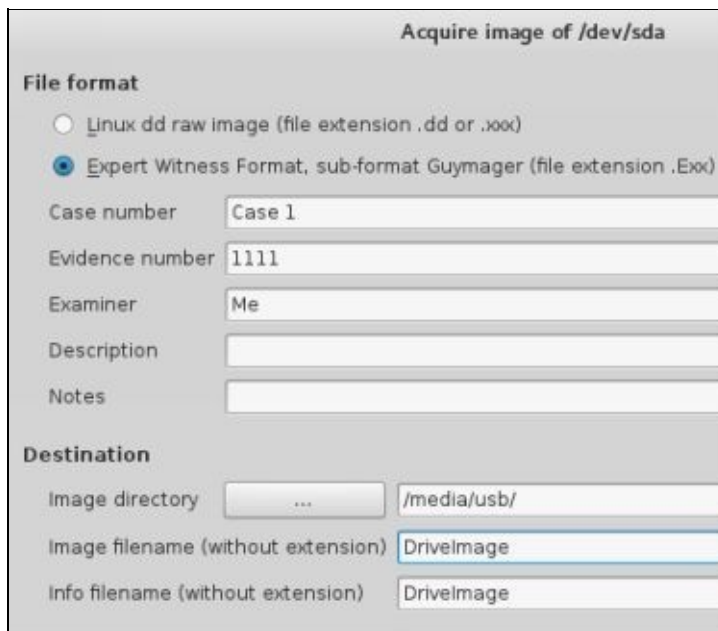 Acquire image of /dev/sda
File format
Linux dd raw image (file extension .dd or .xxx)
Expert Witness Format, sub-format Guymager (file extension .Exx)
Case number Case 1
Evidence number 1111
Examiner Me
Description
Notes
Destination
Image directory ... /media/usb/
Image filename (without extension) DriveImage
Info filename (without extension) DriveImage